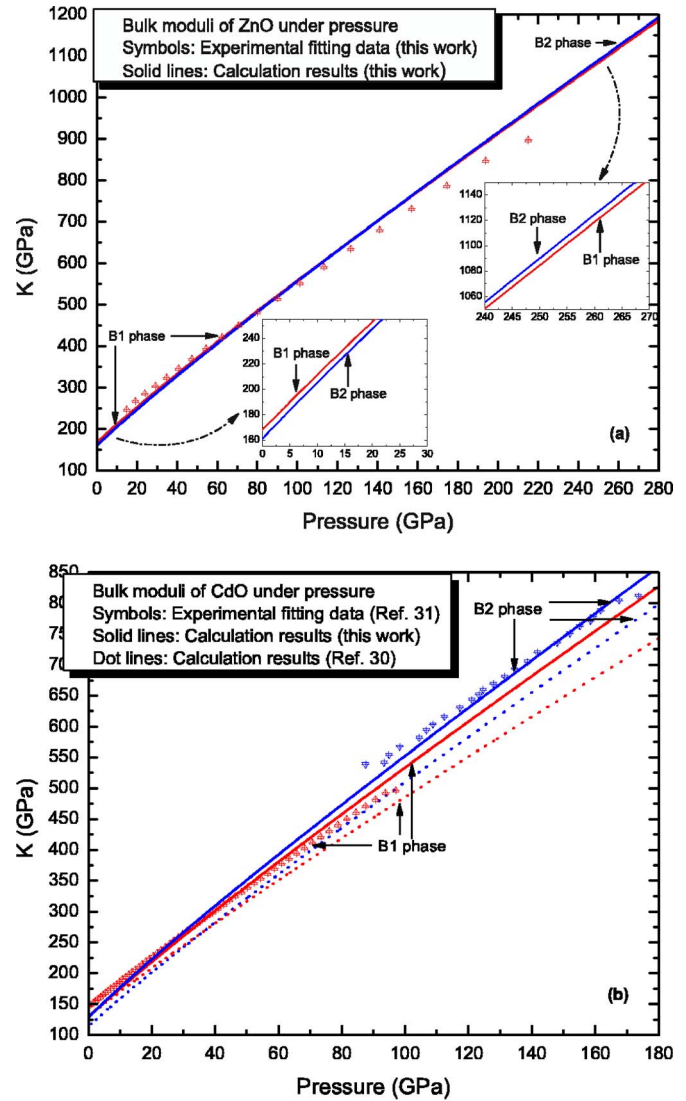 1200
1100
1000
900
800
700
600
500
400
300
200
100
K (GPa)
Bulk moduli of ZnO under pressure
Symbols: Experimental fitting data (this work)
Solid lines: Calculation results (this work)
B2 phase
1140
1120
1100
1080
1060
B2 phase
B1 phase
240 245 250 255 260 265 270
B1 phase
260
240
220
200
180
160
B1 phase
B2 phase
0 5 10 15 20 25 30
(a)
0 20 40 60 80 100 120 140 160 180 200 220 240 260 280
Pressure (GPa)
850
800
750
700
650
600
550
500
450
400
350
300
250
200
150
100
K (GPa)
Bulk moduli of CdO under pressure
Symbols: Experimental fitting data (Ref. 31)
Solid lines: Calculation results (this work)
Dot lines: Calculation results (Ref. 30)
B2 phase
B1 phase
(b)
0 20 40 60 80 100 120 140 160 180
Pressure (GPa)